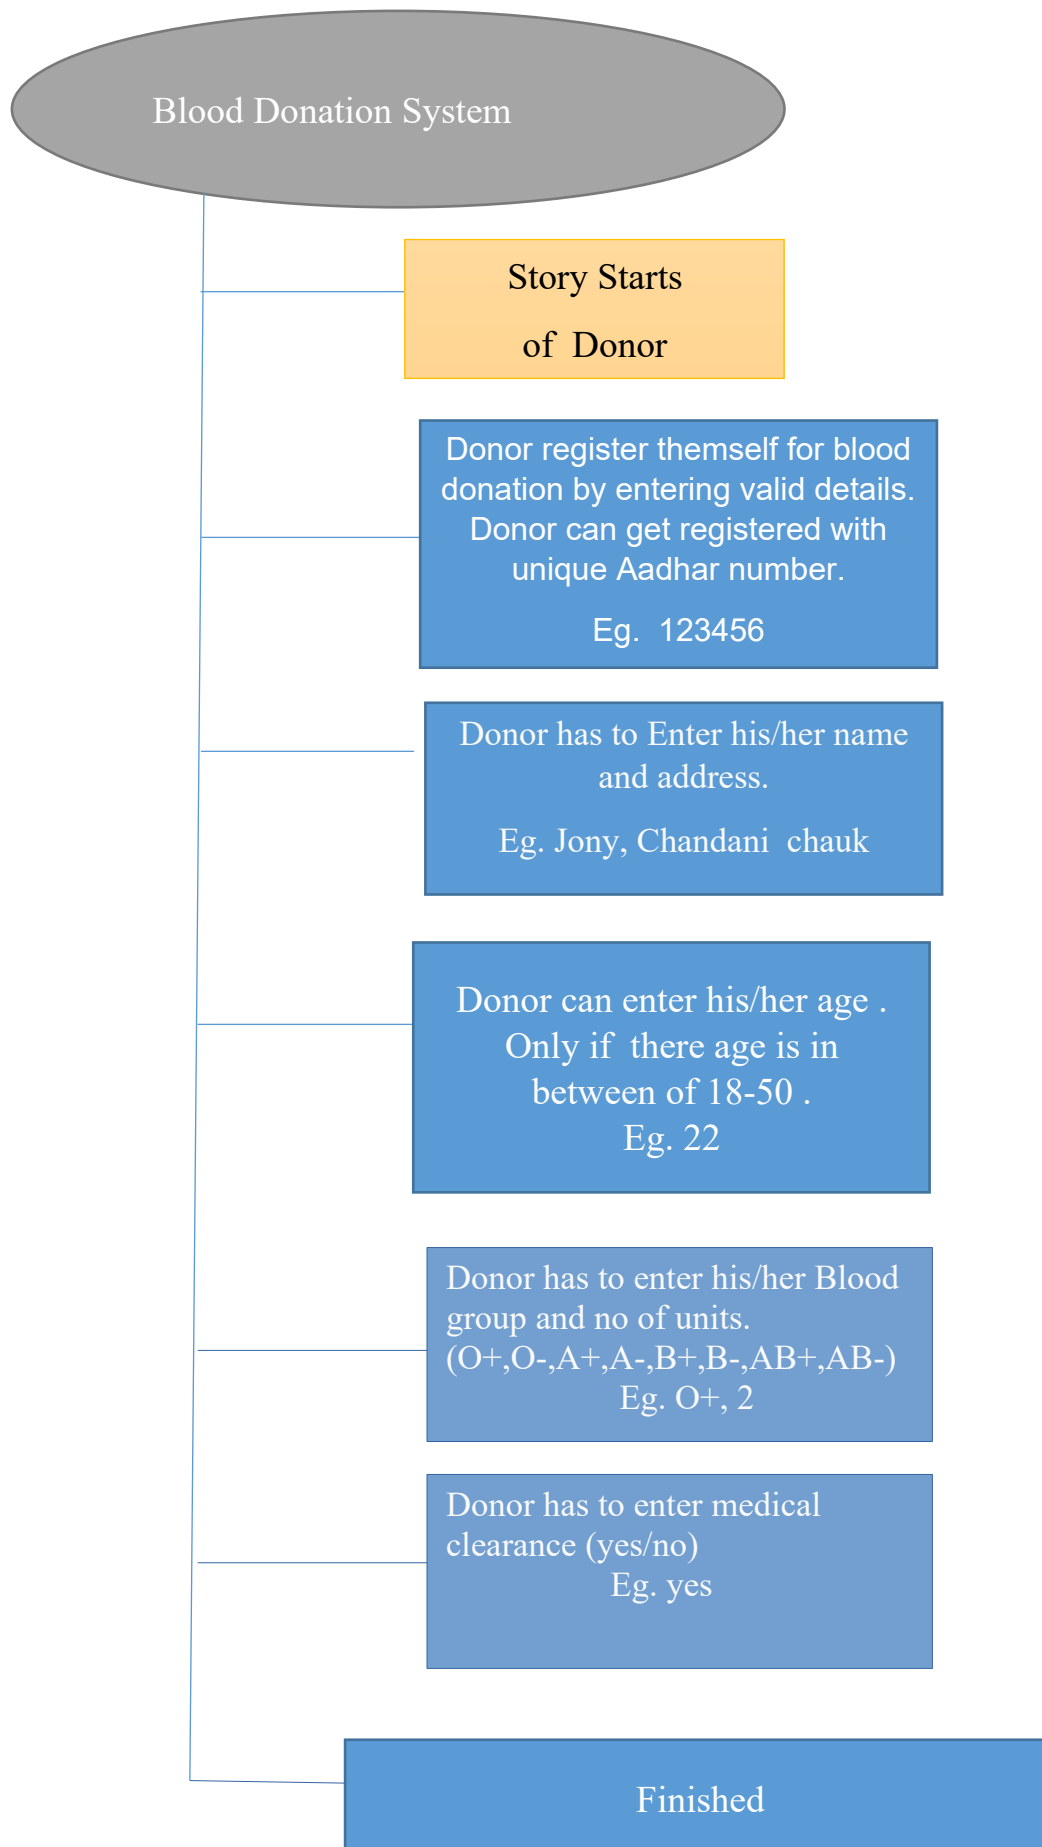 Blood Donation System
Story Starts
of  Donor
Donor register themself for blood
donation by entering valid details.
Donor can get registered with
unique Aadhar number.
Eg.  123456
Donor has to Enter his/her name
and address.
Eg. Jony, Chandani  chauk
Donor can enter his/her age .
Only if  there age is in
between of 18-50 .
Eg. 22
Donor has to enter his/her Blood
group and no of units.
(O+,O-,A+,A-,B+,B-,AB+,AB-)
Eg. O+, 2
Donor has to enter medical
clearance (yes/no)
Eg. yes
Finished